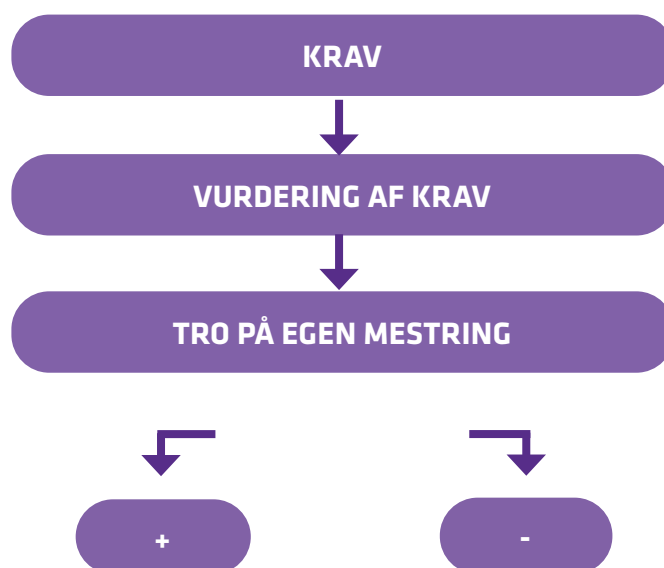 KRAV
VURDERING AF KRAV
TRO PÅ EGEN MESTRING
+
-